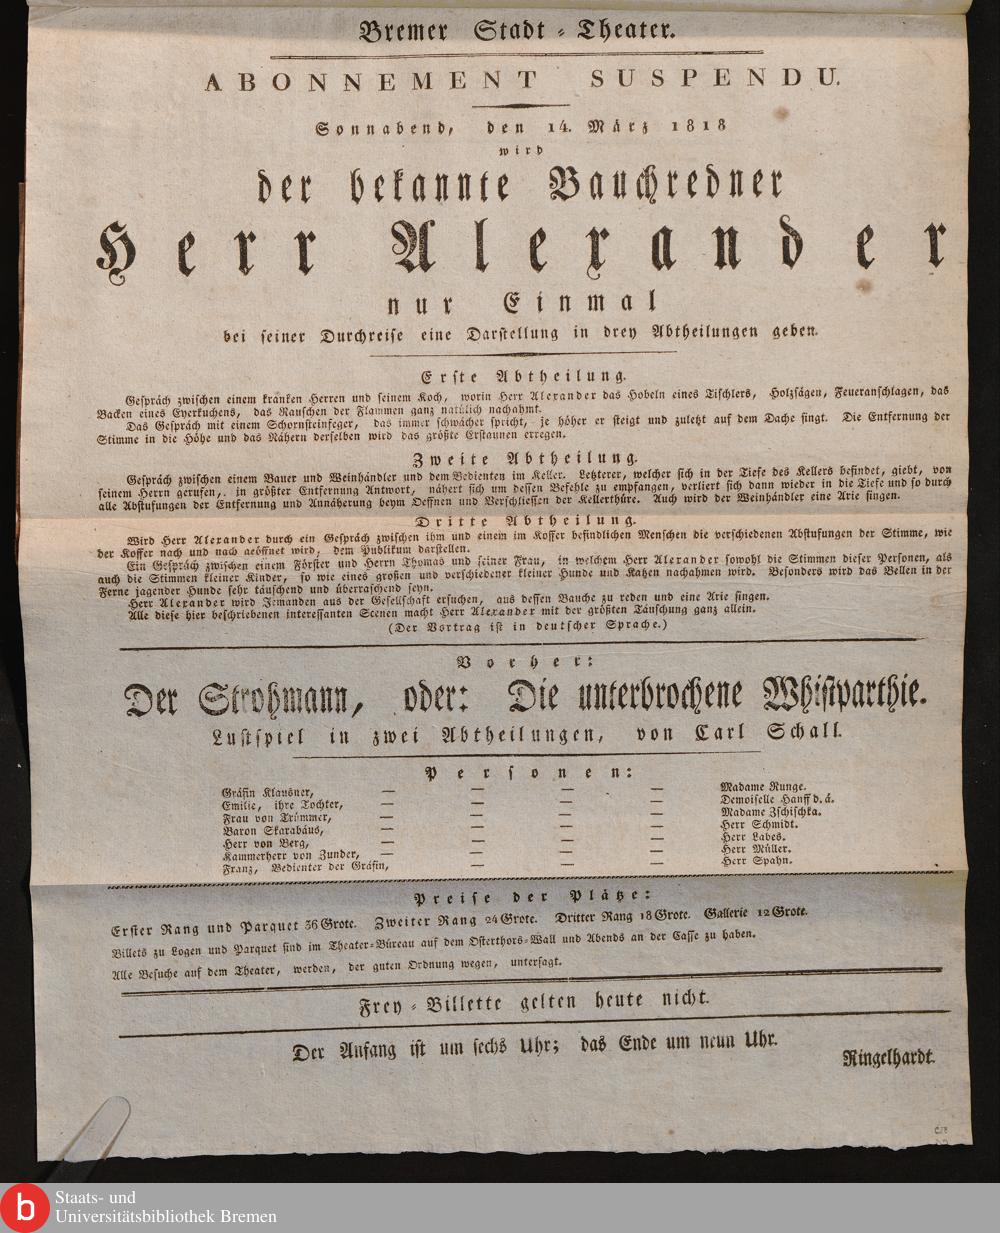 Bremer Stadt-Theater.
ABONNEMENT SUSPENDU.
Sonnabend, den 14. März 1818
wird
der bekannte Bauchredner
Herr Alexander
nur Einmal
bei seiner Durchreise eine Darstellung in drey Abtheilungen geben.
Erste Abtheilung.
Gespräch zwischen einem kranken Herren und seinem Koch, worin Herr Alexander das Hobeln eines Tischlers, Holzsägen, Feueranschlagen, das
Backen eines Eyerkuchens, das Rauschen der Flammen ganz natülich nachahmt.
Das Gespräch mit einem Schornsteinfeger, das immer schwächer spricht, je höher er steigt und zuletzt auf dem Dache singt. Die Entfernung der
Stimme in die Höhe und das Nähern derselben wird das größte Erstaunen erregen.
Zweite Abtheilung.
Gespräch zwischen einem Bauer und Weinhändler und dem Bedienten im Keller. Letzterer, welcher sich in der Tiefe des Kellers befindet, giebt, von
seinem Herrn gerufen, in größter Entfernung Antwort, nähert sich um dessen Befehle zu empfangen, verliert sich dann wieder in die Tiefe und so durch
alle Abstufungen der Entfernung und Annäherung beym Oeffnen und Verschliessen der Kellerthüre. Auch wird der Weinhändler eine Arie singen.
Dritte Abtheilung.
Wird Herr Alexander durch ein Gespräch zwischen ihm und einem im Koffer befindlichen Menschen die verschiedenen Abstufungen der Stimme, wie
der Koffer nach und nach geöffnet wird, dem Publikum darstellen.
Ein Gespräch zwischen einem Förster und Herrn Thomas und seiner Frau, in welchem Herr Alexander sowohl die Stimmen dieser Personen, als
auch die Stimmen kleiner Kinder, so wie eines großen und verschiedener kleiner Hunde und Katzen nachahmen wird. Besonders wird das Bellen in der
Ferne jagender Hunde sehr täuschend und überraschend seyn.
Herr Alexander wird Jemanden aus der Gesellschaft ersuchen, aus dessen Bauche zu reden und eine Arie singen.
Alle diese hier beschriebenen interessanten Scenen macht Herr Alexander mit der größten Täuschung ganz allein.
(Der Vortrag ist in deutscher Sprache.)
Vorher:
Der Strohmann, oder: Die unterbrochene Whistparthie.
Lustspiel in zwei Abtheilungen, von Carl Schall.
Personen:
Gräfin Klausner, — — — — Madame Runge.
Emilie, ihre Tochter, — — — — Demoiselle Hanff d. ä.
Frau von Trümmer, — — — — Madame Zschischka.
Baron Skarabäus, — — — — Herr Schmidt.
Herr von Berg, — — — — Herr Labes.
Kammerherr von Zunder, — — — — Herr Müller.
Franz, Bedienter der Gräfin, — — — Herr Spahn.
Preise der Plätze:
Erster Rang und Parquet 36 Grote. Zweiter Rang 24 Grote. Dritter Rang 18 Grote. Gallerie 12 Grote.
Billets zu Logen und Parquet sind im Theater-Büreau auf dem Osterthors-Wall und Abends an der Casse zu haben.
Alle Besuche auf dem Theater, werden, der guten Ordnung wegen, untersagt.
Frey-Billette gelten heute nicht.
Der Anfang ist um sechs Uhr; das Ende um neun Uhr.
Ringelhardt.
b
Staats- und
Universitätsbibliothek Bremen